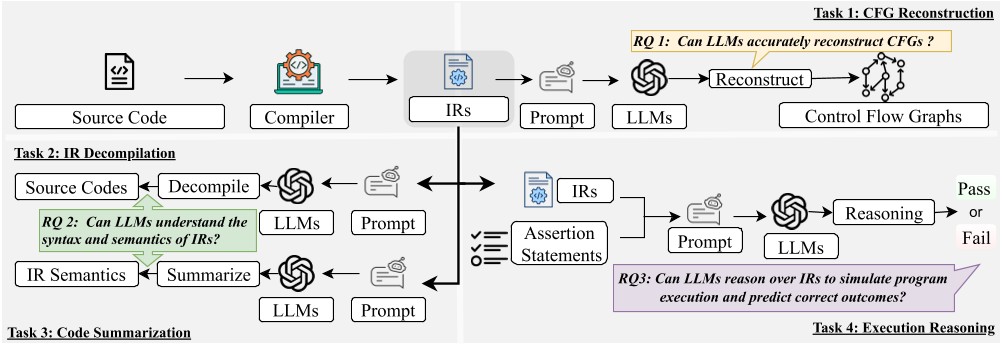 Task 1: CFG Reconstruction
RQ 1: Can LLMs accurately reconstruct CFGs ?
Source Code
Compiler
IRs
Prompt
LLMs
Reconstruct
Control Flow Graphs
Task 2: IR Decompilation
Source Codes
Decompile
LLMs
Prompt
RQ 2: Can LLMs understand the
syntax and semantics of IRs?
IR Semantics
Summarize
LLMs
Prompt
Task 3: Code Summarization
IRs
Assertion
Statements
Prompt
LLMs
Reasoning
Pass
or
Fail
RQ3: Can LLMs reason over IRs to simulate program
execution and predict correct outcomes?
Task 4: Execution Reasoning